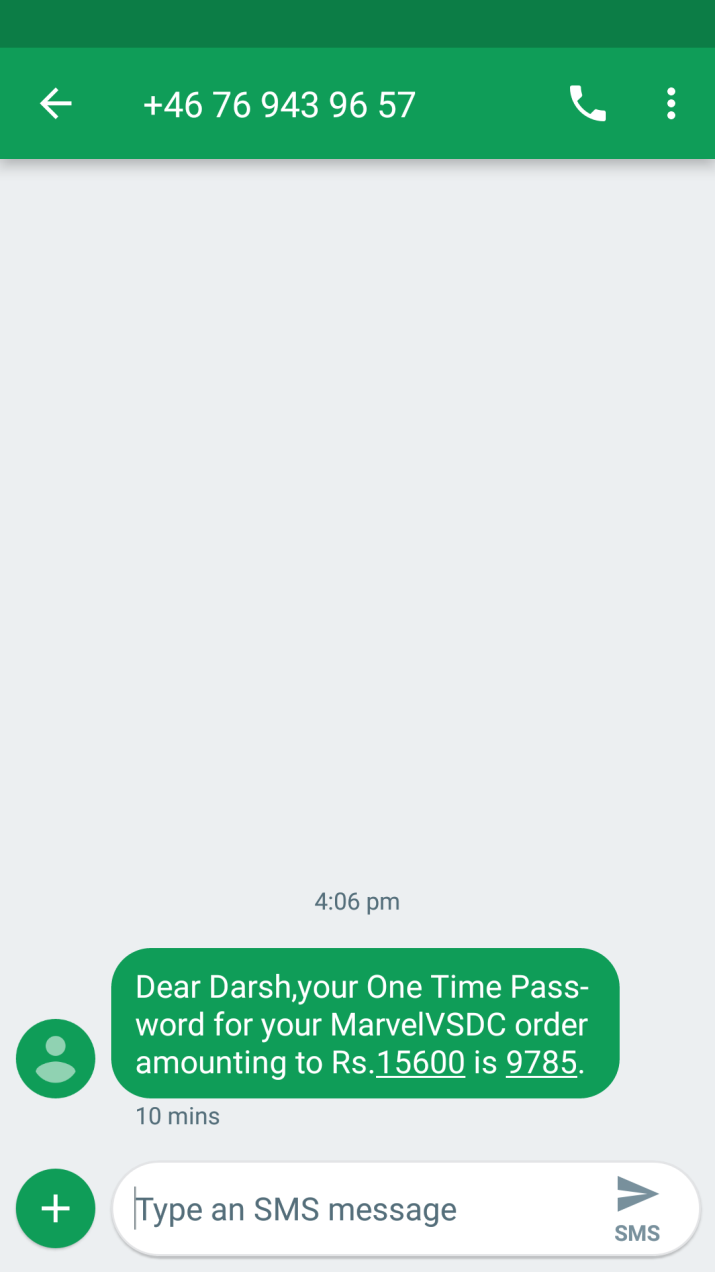 +46 76 943 96 57
4:06 pm
Dear Darsh,your One Time Pass-
word for your MarvelVSDC order
amounting to Rs.15600 is 9785.
10 mins
Type an SMS message
SMS